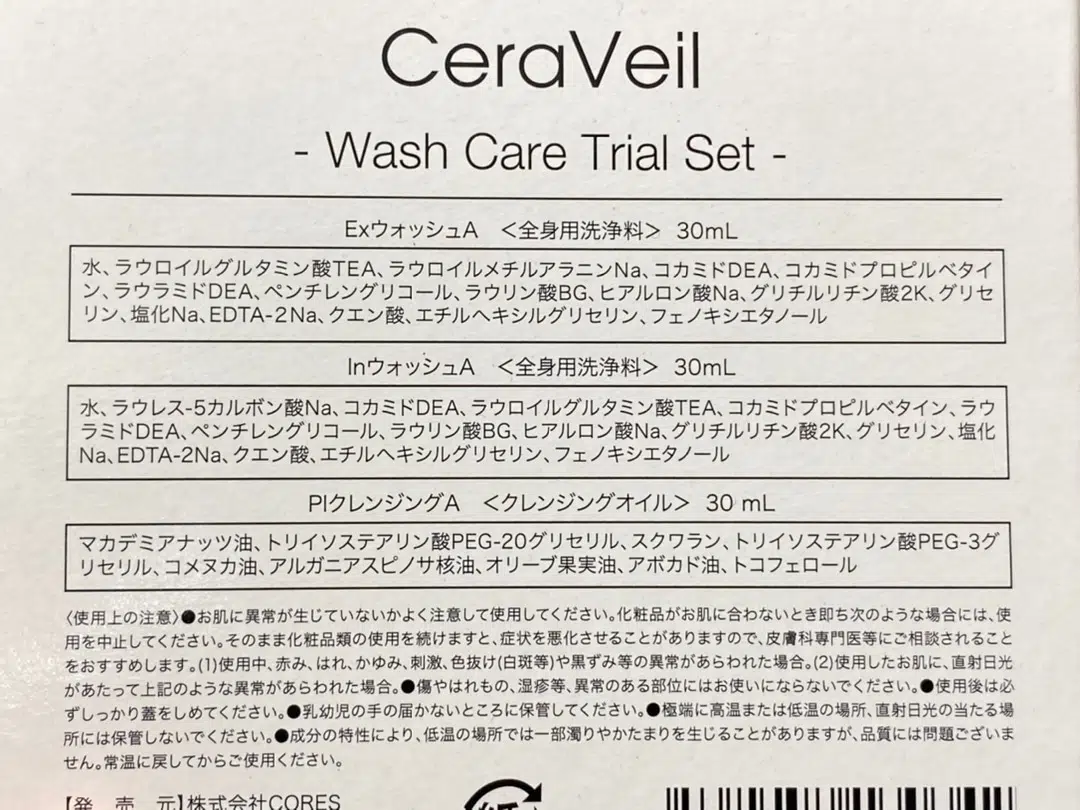 CeraVeil
- Wash Care Trial Set -
ExウォッシュA ＜全身用洗浄料＞ 30mL
水、ラウロイルグルタミン酸TEA、ラウロイルメチルアラニンNa、コカミドDEA、コカミドプロピルベタイ
ン、ラウラミドDEA、ペンチレングリコール、ラウリン酸BG、ヒアルロン酸Na、グリチルリチン酸2K、グリセ
リン、塩化Na、EDTA-2Na、クエン酸、エチルヘキシルグリセリン、フェノキシエタノール
InウォッシュA ＜全身用洗浄料＞ 30mL
水、ラウレス-5カルボン酸Na、コカミドDEA、ラウロイルグルタミン酸TEA、コカミドプロピルベタイン、ラウ
ラミドDEA、ペンチレングリコール、ラウリン酸BG、ヒアルロン酸Na、グリチルリチン酸2K、グリセリン、塩化
Na、EDTA-2Na、クエン酸、エチルヘキシルグリセリン、フェノキシエタノール
PIクレンジングA ＜クレンジングオイル＞ 30 mL
マカデミアナッツ油、トリイソステアリン酸PEG-20グリセリル、スクワラン、トリイソステアリン酸PEG-3グ
リセリル、コメヌカ油、アルガニアスピノサ核油、オリーブ果実油、アボカド油、トコフェロール
〈使用上の注意〉●お肌に異常が生じていないかよく注意して使用してください。化粧品がお肌に合わないとき即ち次のような場合には、使
用を中止してください。そのまま化粧品類の使用を続けますと、症状を悪化させることがありますので、皮膚科専門医等にご相談されること
をおすすめします。(1)使用中、赤み、はれ、かゆみ、刺激、色抜け(白斑等)や黒ずみ等の異常があらわれた場合。(2)使用したお肌に、直射日光
があたって上記のような異常があらわれた場合。●傷やはれもの、湿疹等、異常のある部位にはお使いにならないでください。●使用後は必
ずしっかり蓋をしめてください。●乳幼児の手の届かないところに保管してください。●極端に高温または低温の場所、直射日光の当たる場
所には保管しないでください。●成分の特性により、低温の場所では一部濁りやかたまりを生じることがありますが、品質には問題ございま
せん。常温に戻してからご使用ください。
【発 売 元】株式会社CORES